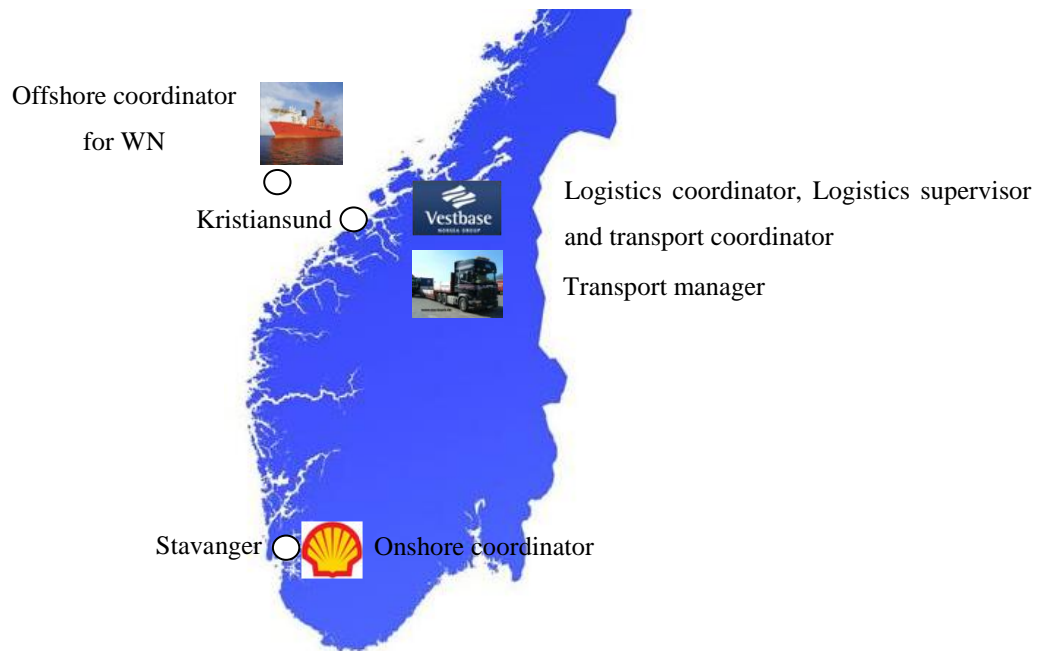 Offshore coordinator
for WN
Kristiansund
Vestbase
NORSEA GROUP
Logistics coordinator, Logistics supervisor
and transport coordinator
Transport manager
Stavanger
Onshore coordinator